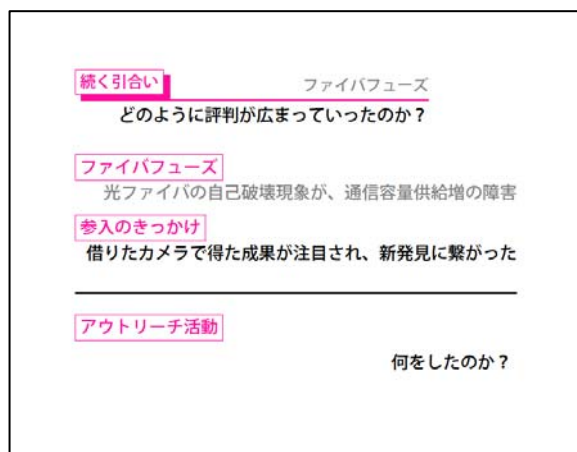 続く引合い ファイバフューズ
どのように評判が広まっていったのか？
ファイバフューズ
光ファイバの自己破壊現象が、通信容量供給増の障害
参入のきっかけ
借りたカメラで得た成果が注目され、新発見に繋がった
アウトリーチ活動
何をしたのか？